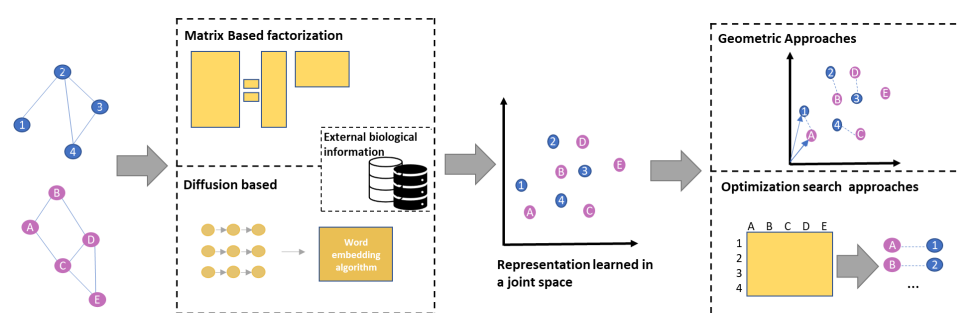 2
1
3
4
B
A
D
C
E
Matrix Based factorization
External biological
information
Diffusion based
Word
embedding
algorithm
2
D
B
3
E
1
4
A
C
Representation learned in
a joint space
Geometric Approaches
2
D
B
3
E
1
4
A
C
Optimization search approaches
A B C D E
1
2
3
4
A 1
B 2
...